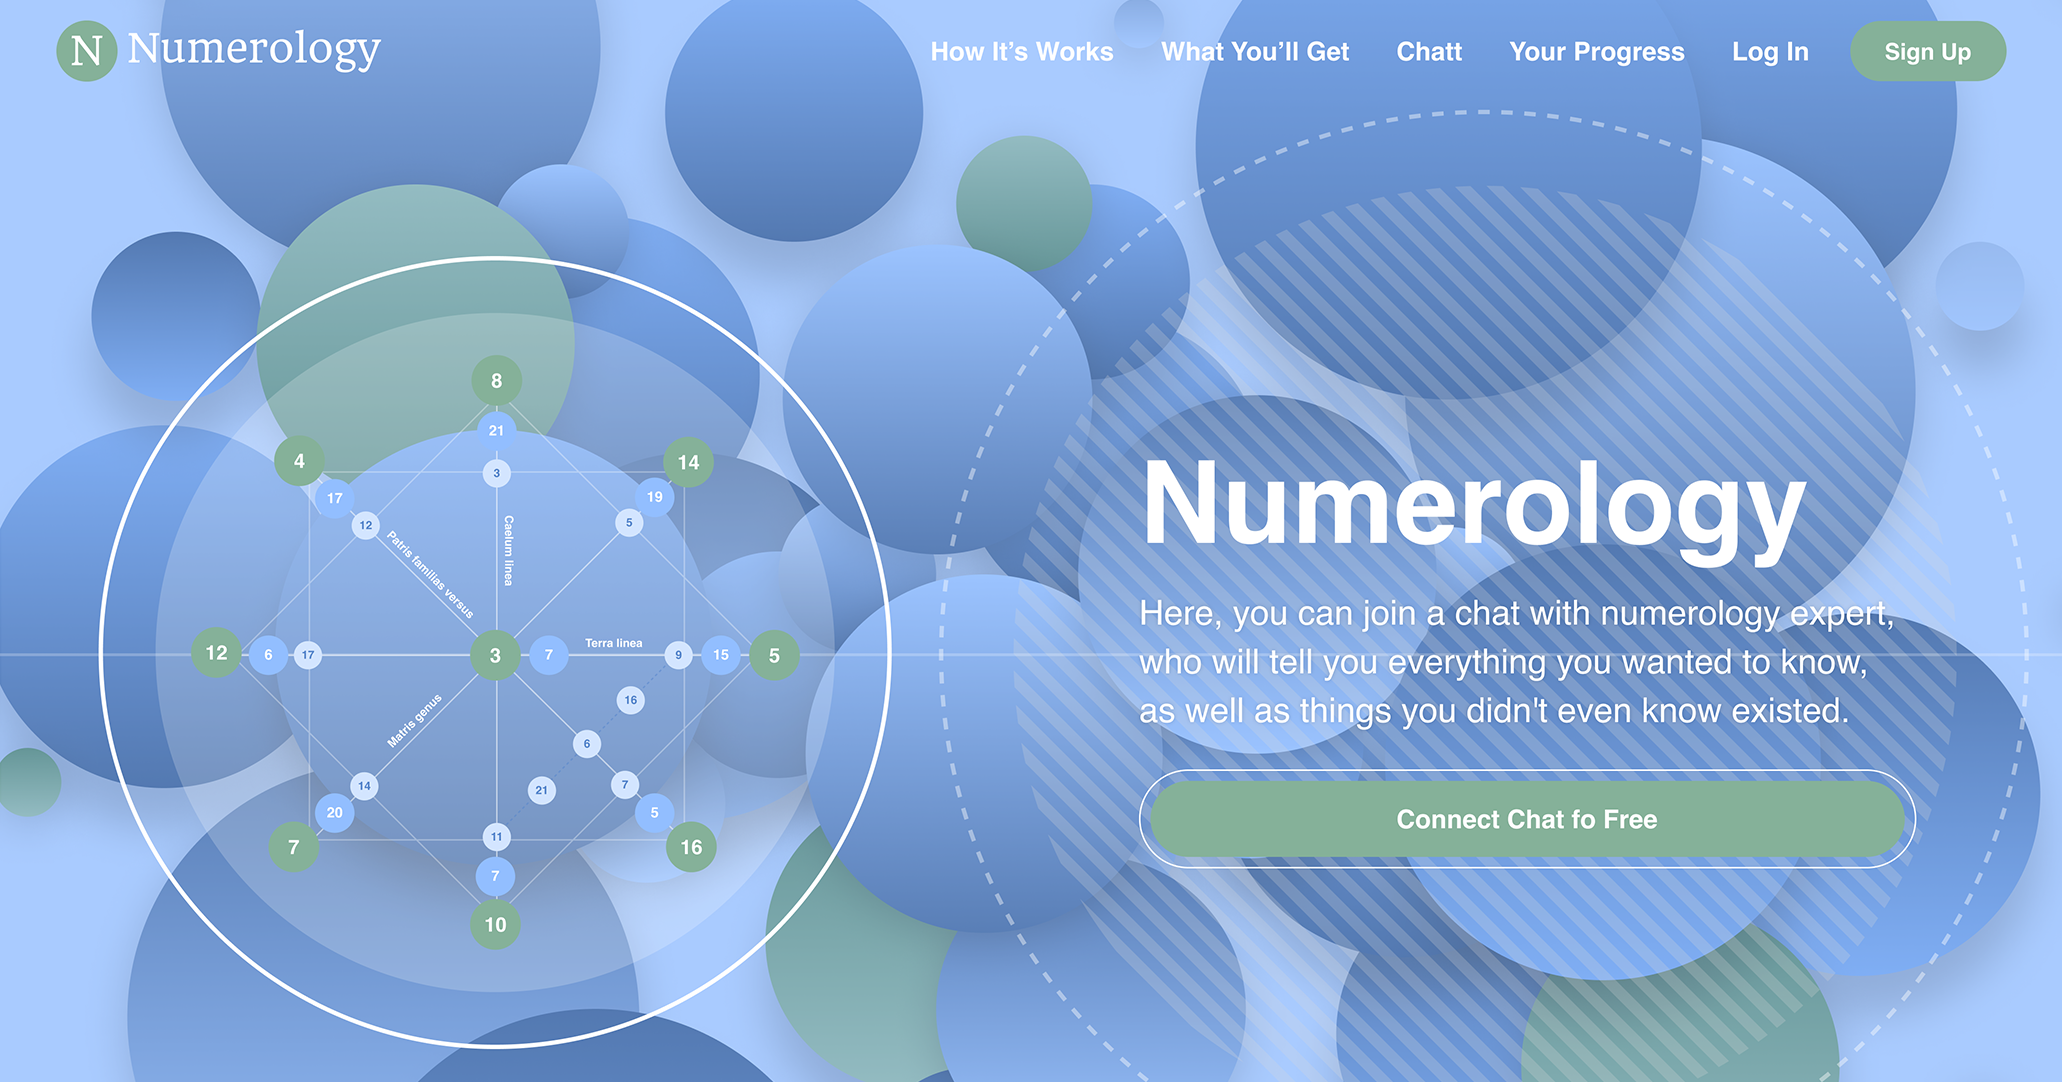 N Numerology
How It’s Works What You’ll Get Chatt Your Progress Log In Sign Up
8
21
4 14
3
17 19
12 5
Caelum linea
Patris familias versus
Terra linea
12 6 17 3 7 9 15 5
16
Matris genus
6
14 7
21
20 5
11
7 16
7
10
Numerology
Here, you can join a chat with numerology expert,
who will tell you everything you wanted to know,
as well as things you didn't even know existed.
Connect Chat fo Free